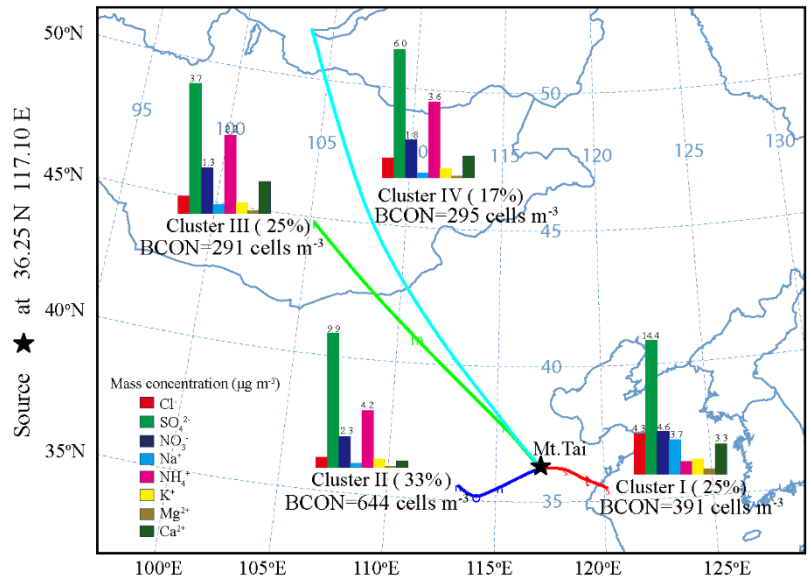 50°N
45°N
40°N
35°N
Source ★ at 36.25 N 117.10 E
95
100
105
110
115
120
125
130
50
45
40
35
3.7
1.3
Cluster III ( 25%)
BCON=291 cells m⁻³
6.0
1.8
3.6
Cluster IV ( 17%)
BCON=295 cells m⁻³
9.9
2.3
4.2
Cluster II ( 33%)
BCON=644 cells m⁻³
14.4
4.3
4.6
3.7
3.3
Cluster I ( 25%)
BCON=391 cells m⁻³
Mt.Tai
Mass concentration (μg m⁻³)
Cl⁻
SO₄²⁻
NO₃⁻
Na⁺
NH₄⁺
K⁺
Mg²⁺
Ca²⁺
100°E
105°E
110°E
115°E
120°E
125°E